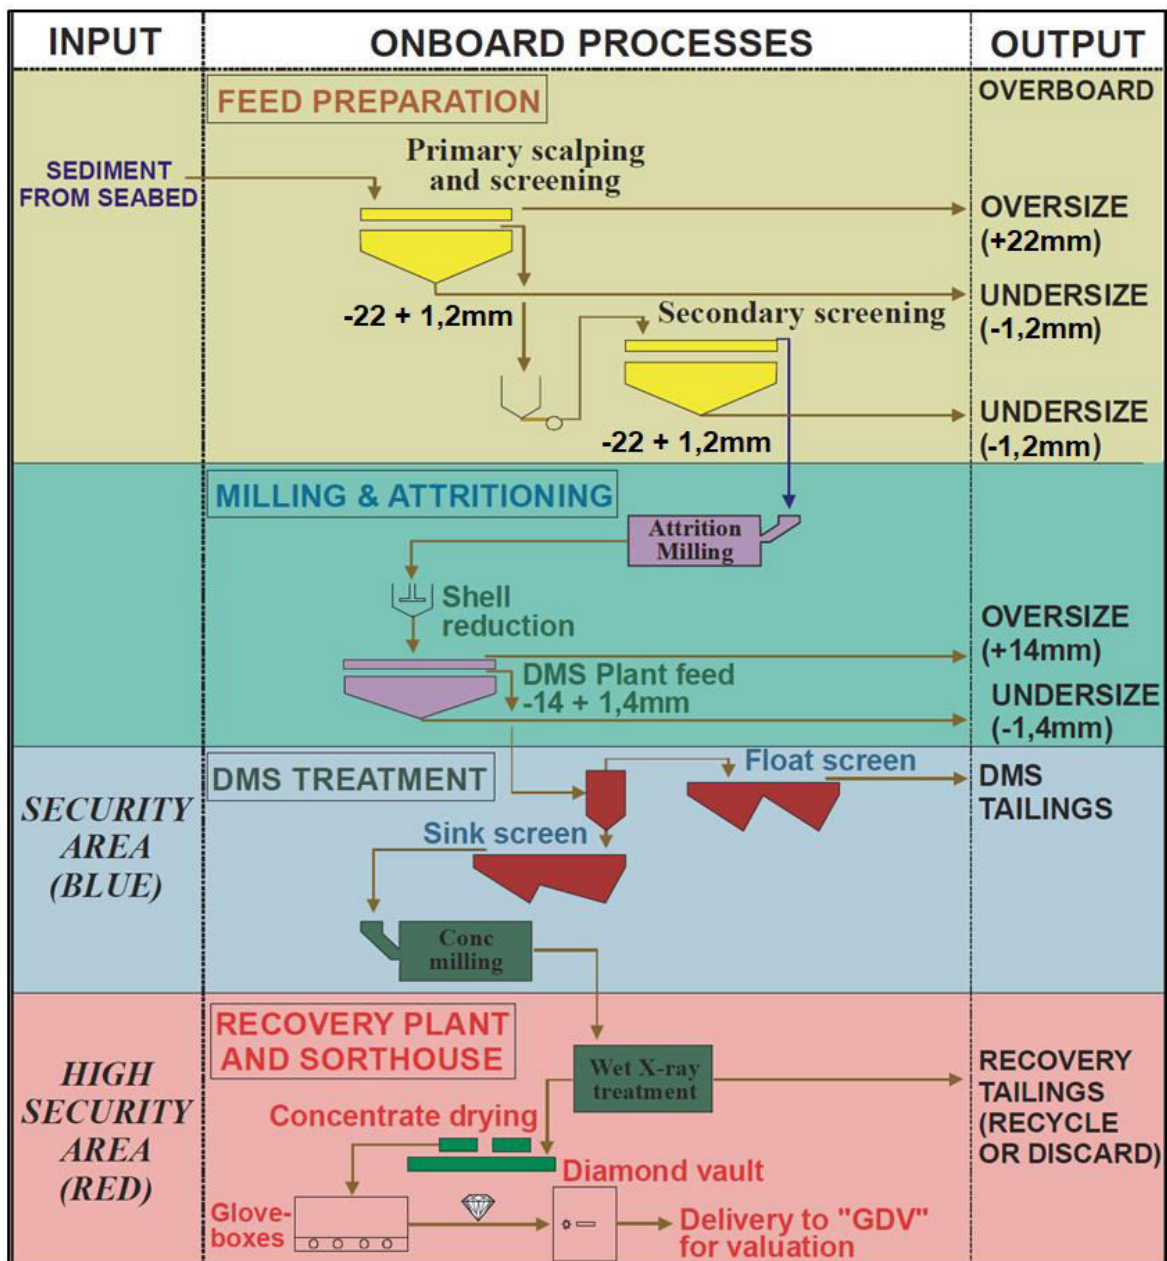 INPUT
ONBOARD PROCESSES
OUTPUT
FEED PREPARATION
OVERBOARD
Primary scalping
and screening
SEDIMENT
FROM SEABED
OVERSIZE
(+22mm)
UNDERSIZE
(-1,2mm)
-22 + 1,2mm
Secondary screening
UNDERSIZE
(-1,2mm)
-22 + 1,2mm
MILLING & ATTRITIONING
Attrition
Milling
Shell
reduction
OVERSIZE
(+14mm)
DMS Plant feed
-14 + 1,4mm
UNDERSIZE
(-1,4mm)
DMS TREATMENT
Float screen
DMS
TAILINGS
SECURITY
AREA
(BLUE)
Sink screen
Conc
milling
RECOVERY PLANT
AND SORTHOUSE
HIGH
SECURITY
AREA
(RED)
Wet X-ray
treatment
RECOVERY
TAILINGS
(RECYCLE
OR DISCARD)
Concentrate drying
Diamond vault
Glove-
boxes
Delivery to "GDV"
for valuation